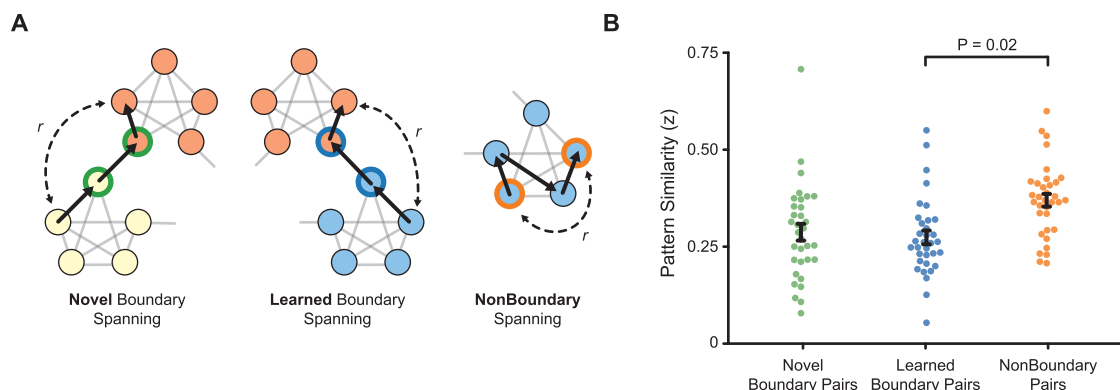 A
r
r
r
Novel Boundary
Spanning
Learned Boundary
Spanning
NonBoundary
Spanning
B
P = 0.02
Pattern Similarity (z)
0.75
0.50
0.25
0
Novel
Boundary Pairs
Learned
Boundary Pairs
NonBoundary
Pairs